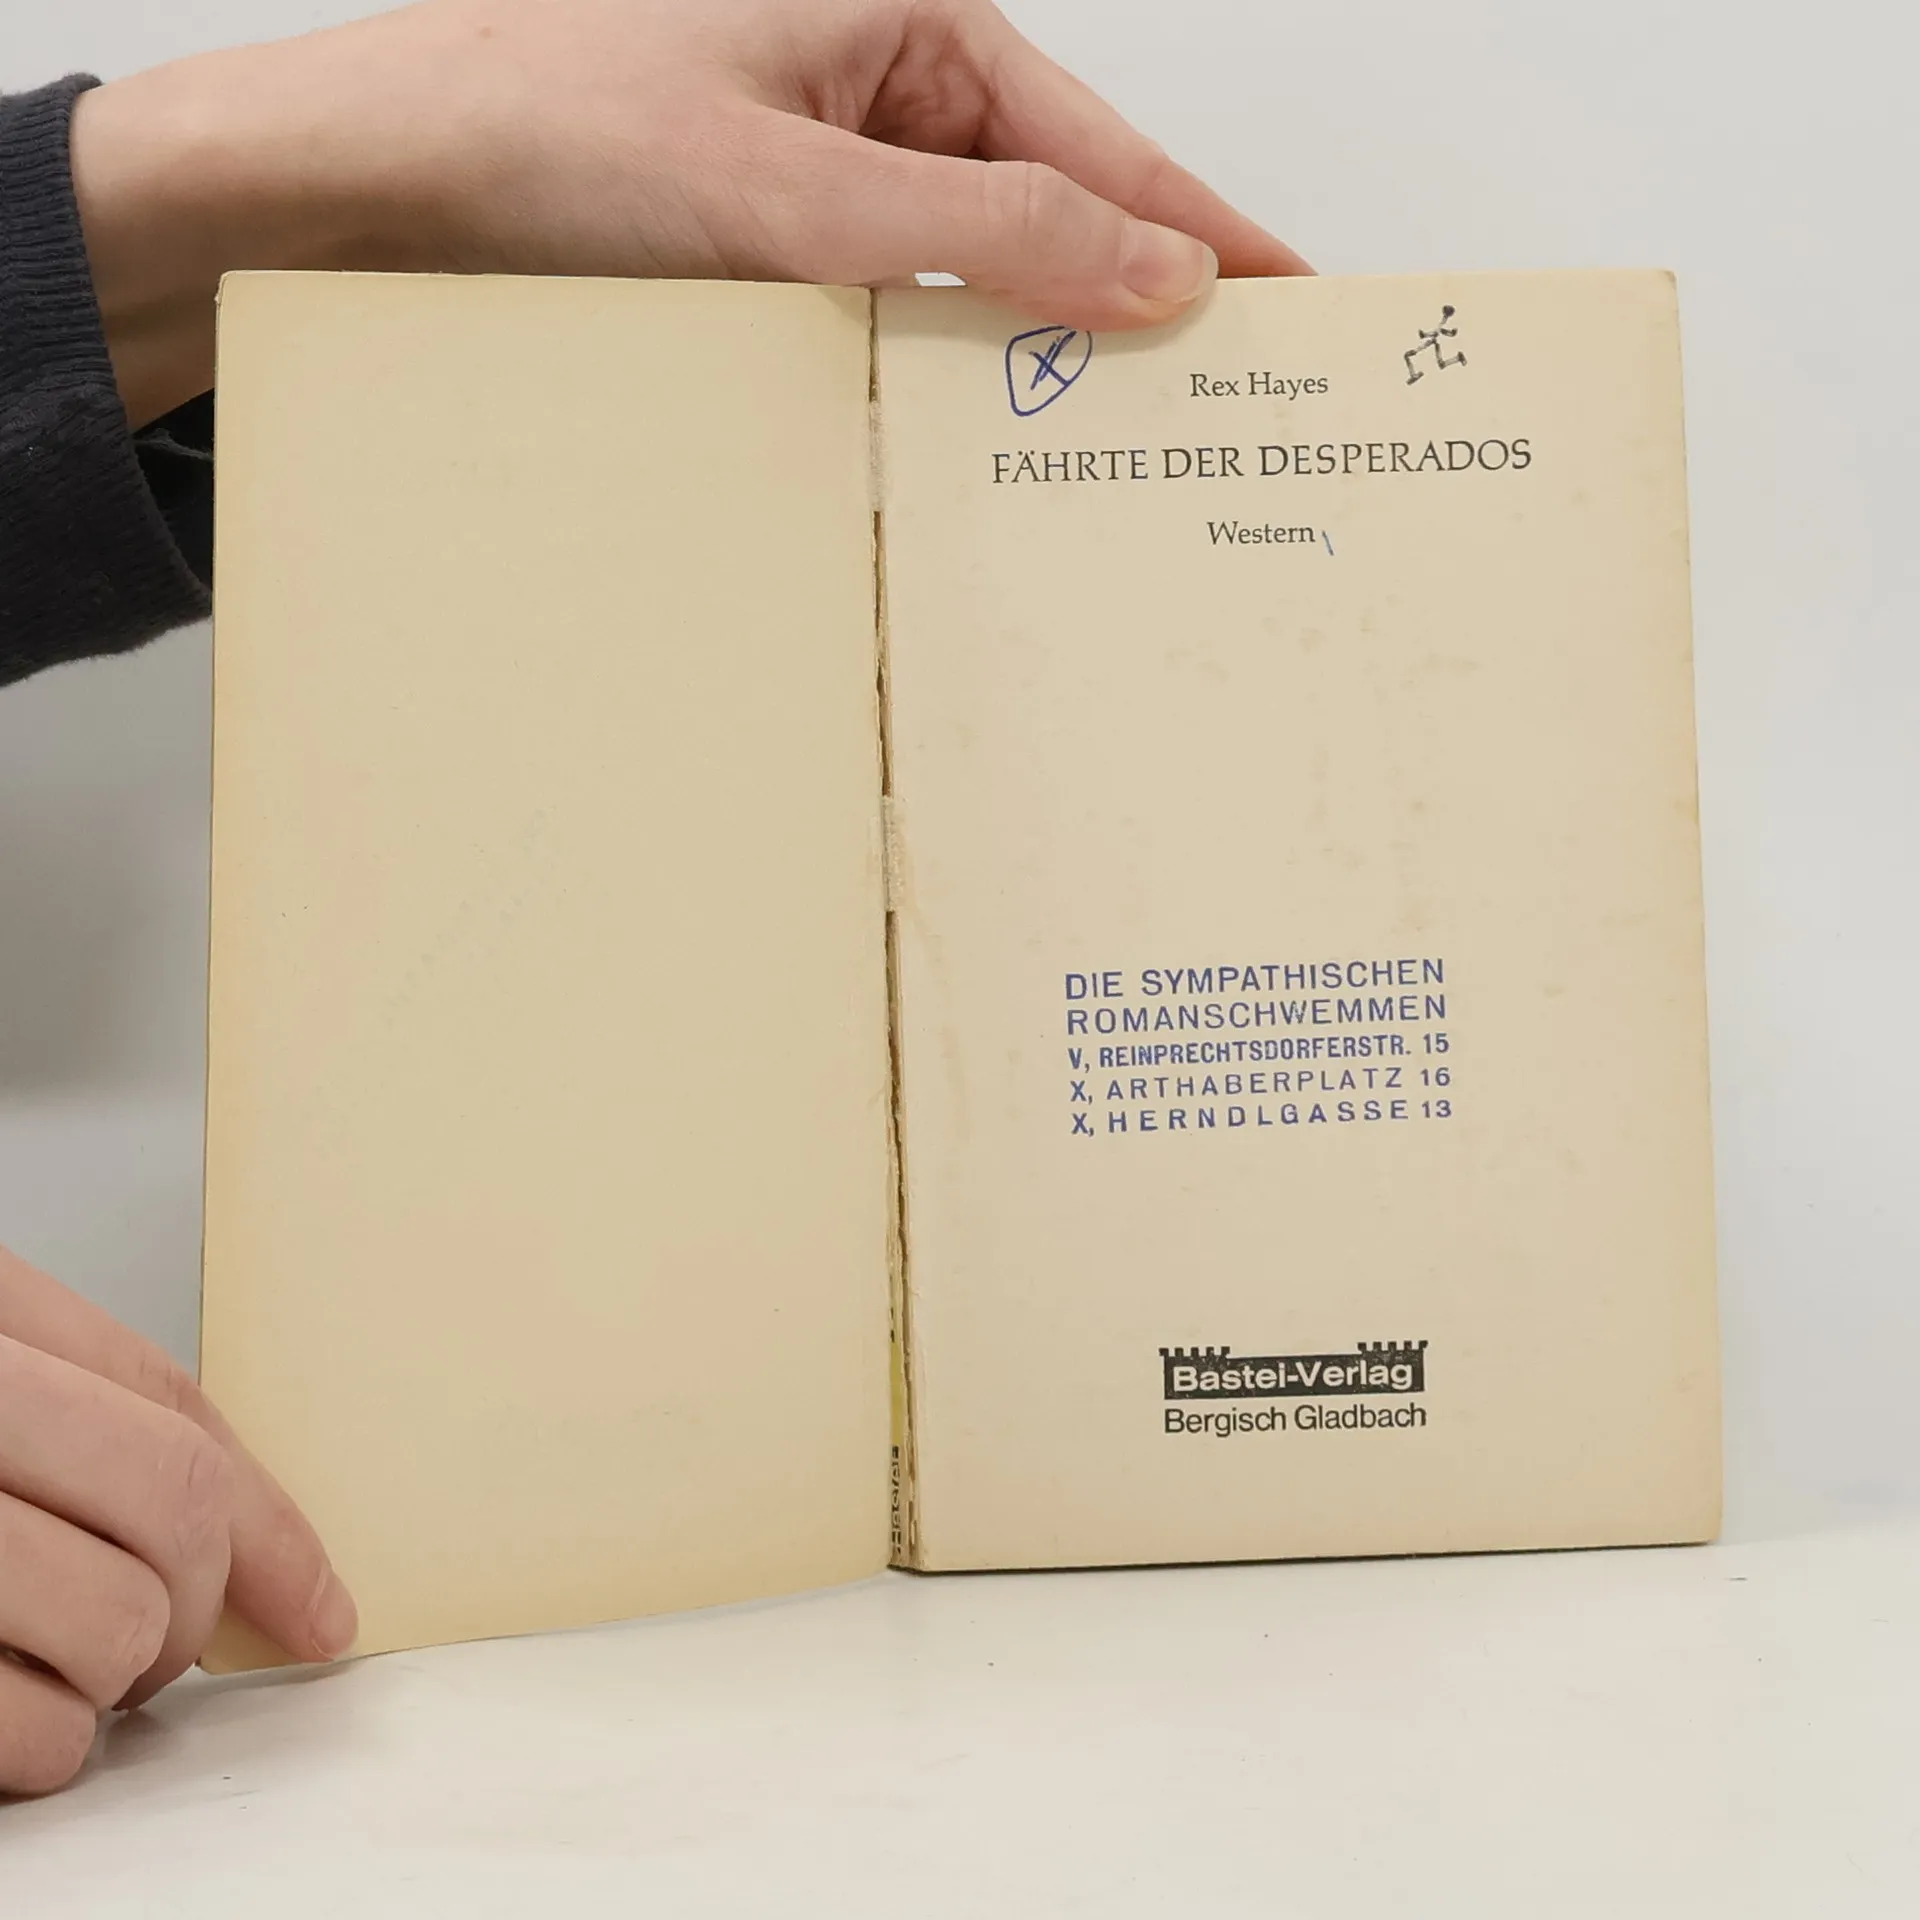 X
Rex Hayes
FÄHRTE DER DESPERADOS
Western
DIE SYMPATHISCHEN
ROMANSCHWEMMEN
V, REINPRECHTSDORFERSTR. 15
X, ARTHABERPLATZ 16
X, HERNDLGASSE 13
Bastei-Verlag
Bergisch Gladbach